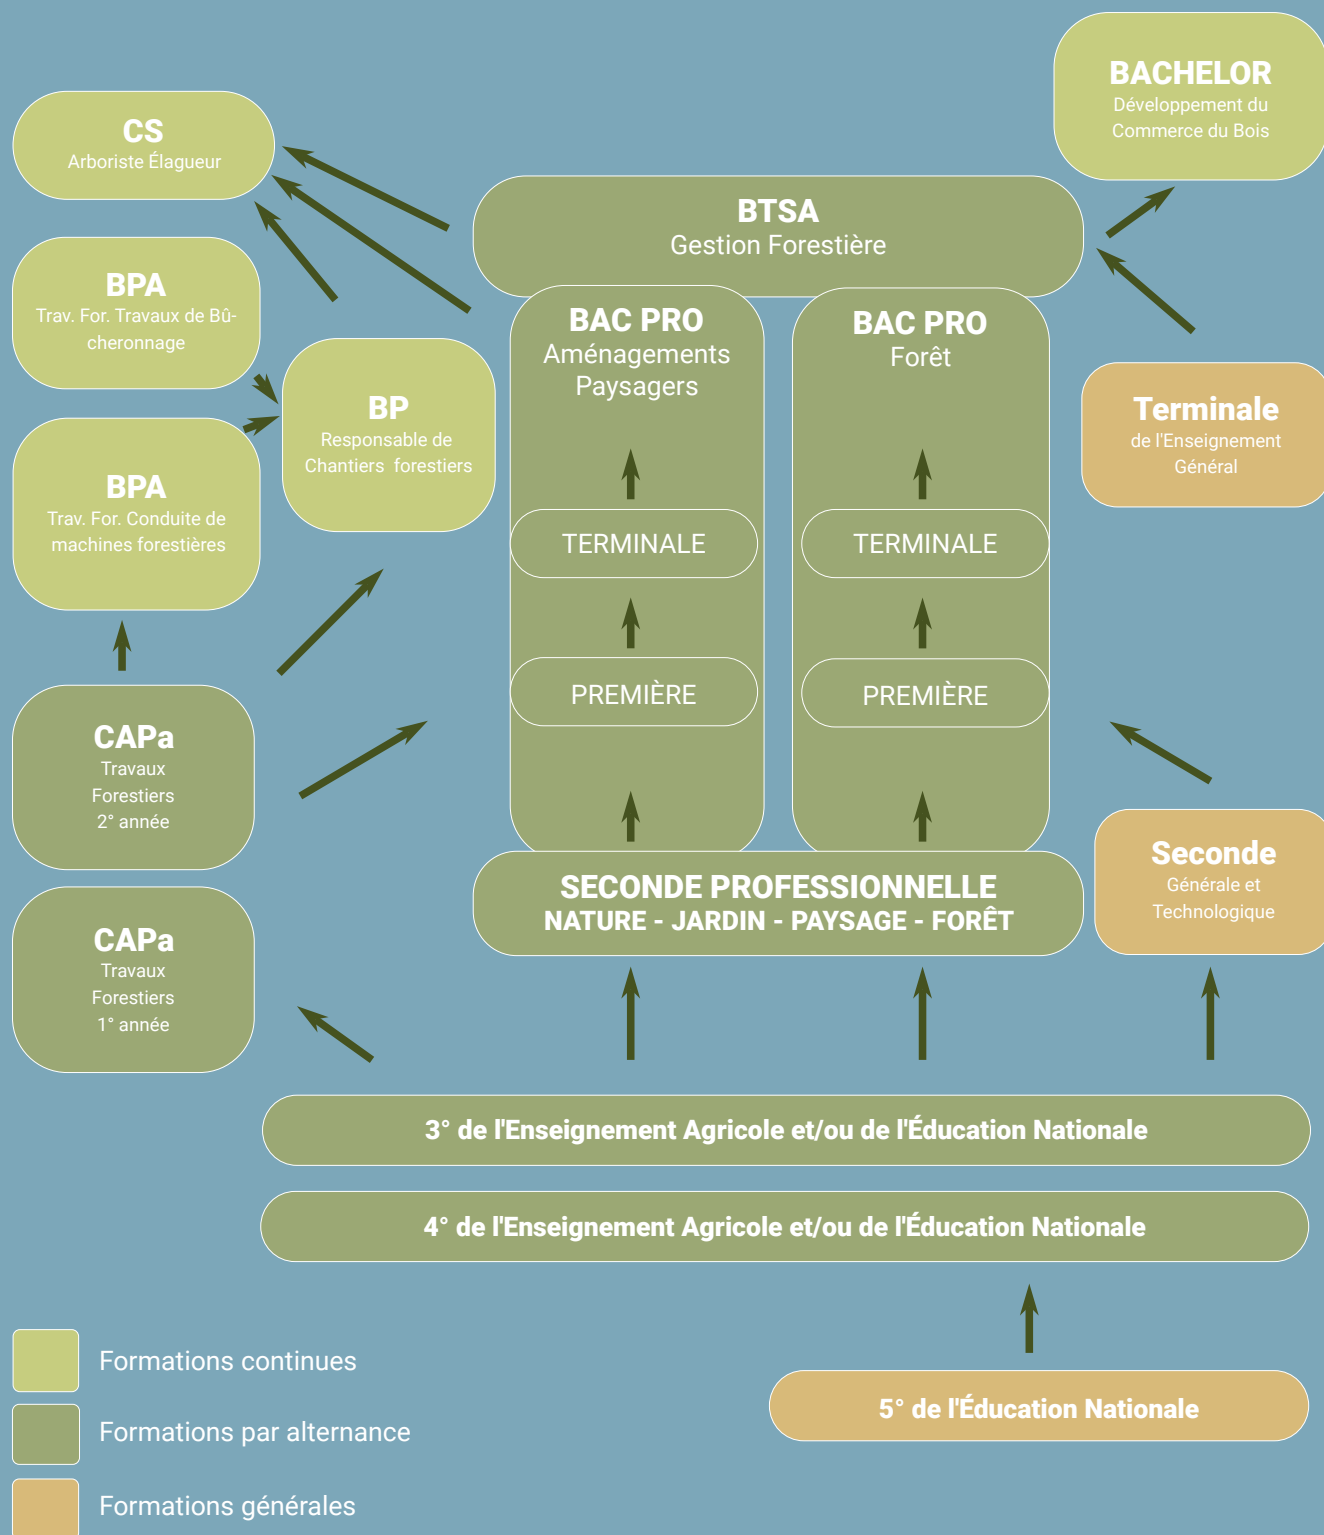 BACHELOR
Développement du
Commerce du Bois
CS
Arboriste Élagueur
BTSA
Gestion Forestière
BPA
Trav. For. Travaux de Bû-
cheronnage
BAC PRO
Aménagements
Paysagers
BAC PRO
Forêt
BP
Responsable de
Chantiers forestiers
Terminale
de l'Enseignement
Général
BPA
Trav. For. Conduite de
machines forestières
TERMINALE
TERMINALE
PREMIÈRE
PREMIÈRE
CAPa
Travaux
Forestiers
2° année
Seconde
Générale et
Technologique
SECONDE PROFESSIONNELLE
NATURE - JARDIN - PAYSAGE - FORÊT
CAPa
Travaux
Forestiers
1° année
3° de l'Enseignement Agricole et/ou de l'Éducation Nationale
4° de l'Enseignement Agricole et/ou de l'Éducation Nationale
5° de l'Éducation Nationale
Formations continues
Formations par alternance
Formations générales